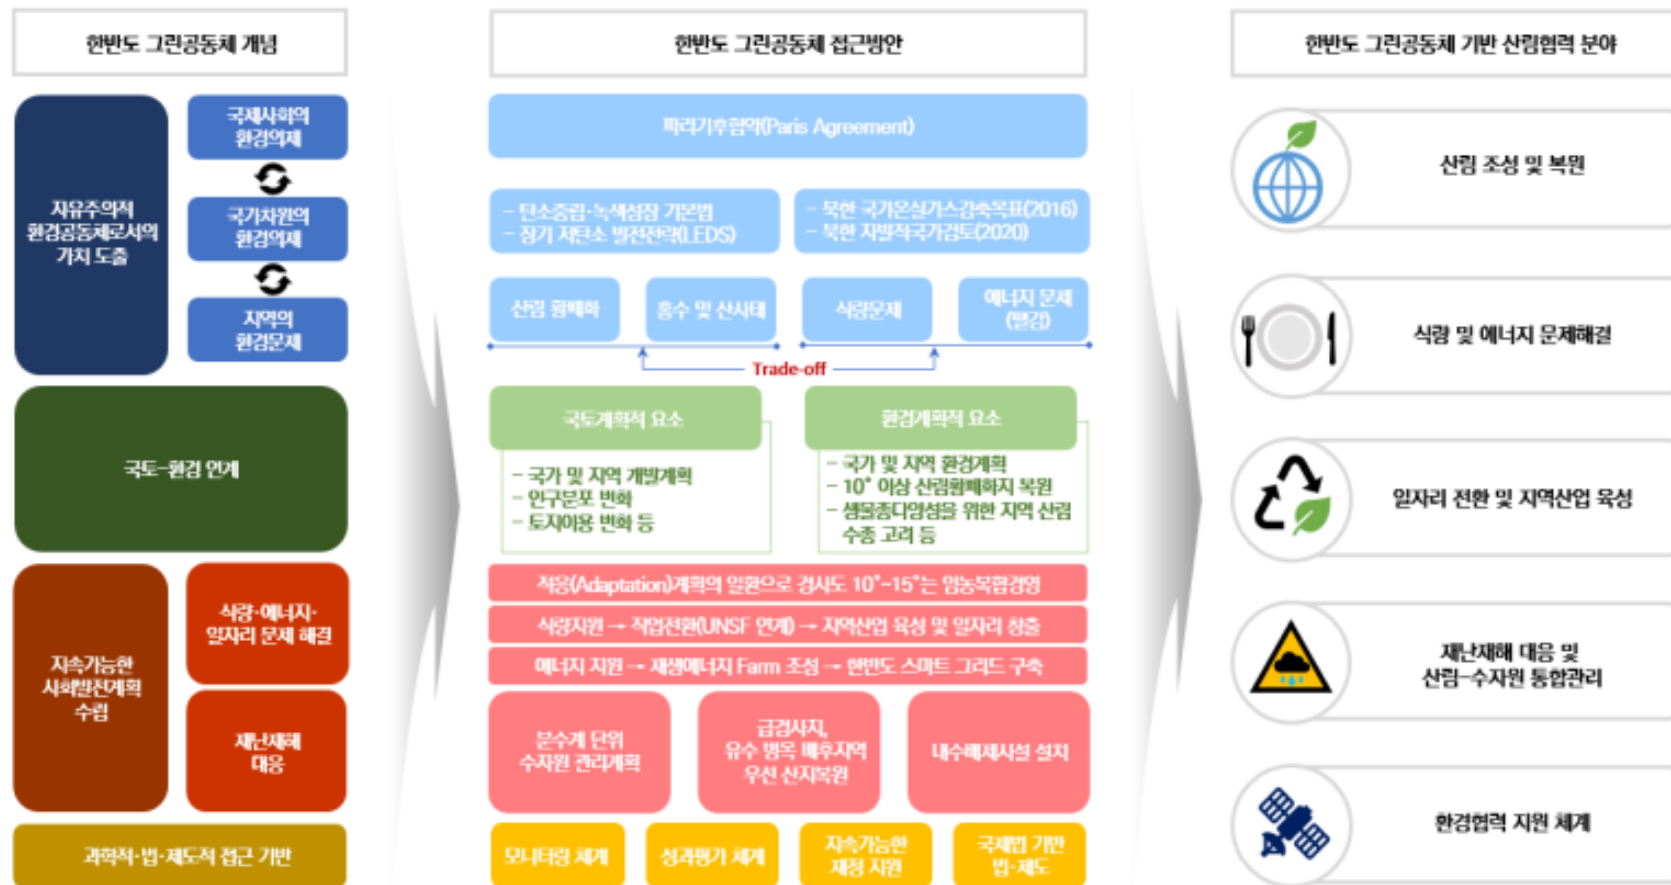 한반도 그린공동체 개념
자유주의적
환경공동체로서의
가치 도출
국제사회의
환경의제
국가차원의
환경의제
지역의
환경문제
국토-환경 연계
지속가능한
사회발전계획
수립
식량·에너지·
일자리 문제 해결
재난재해
대응
과학적·법·제도적 접근 기반
한반도 그린공동체 접근방안
파리기후협약(Paris Agreement)
- 탄소중립·녹색성장 기본법
- 장기 저탄소 발전전략(LEDS)
- 북한 국가온실가스감축목표(2016)
- 북한 자발적국가검토(2020)
산림 황폐화
홍수 및 산사태
식량문제
에너지 문제
(땔감)
Trade-off
국토계획적 요소
- 국가 및 지역 개발계획
- 인구분포 변화
- 토지이용 변화 등
환경계획적 요소
- 국가 및 지역 환경계획
- 10° 이상 산림황폐화지 복원
- 생물종다양성을 위한 지역 산림
수종 고려 등
적응(Adaptation)계획의 일환으로 경사도 10°-15°는 임농복합경영
식량지원 → 직업전환(UNSF 연계) → 지역산업 육성 및 일자리 창출
에너지 지원 → 재생에너지 Farm 조성 → 한반도 스마트 그리드 구축
분수계 단위
수자원 관리계획
급경사지,
유수 병목 배후지역
우선 산지복원
내수배제시설 설치
모니터링 체계
성과평가 체계
지속가능한
재정 지원
국제법 기반
법·제도
한반도 그린공동체 기반 산림협력 분야
산림 조성 및 복원
식량 및 에너지 문제해결
일자리 전환 및 지역산업 육성
재난재해 대응 및
산림-수자원 통합관리
환경협력 지원 체계